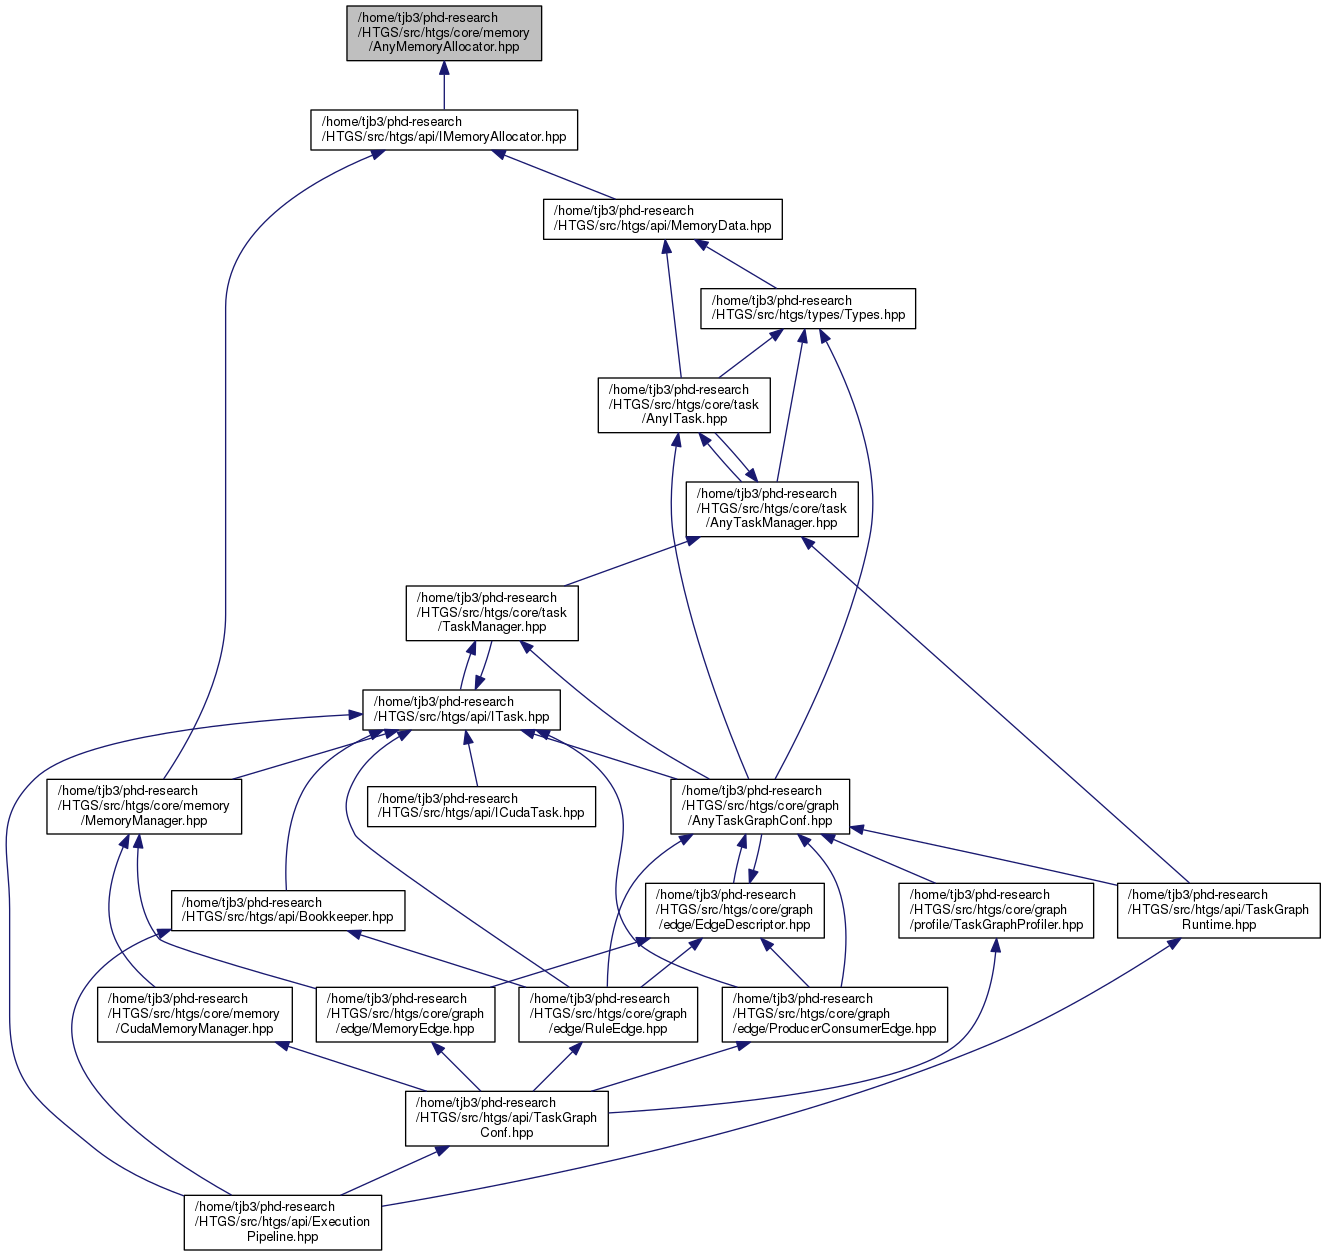 /home/tjb3/phd-research
/HTGS/src/htgs/core/memory
/AnyMemoryAllocator.hpp
/home/tjb3/phd-research
/HTGS/src/htgs/api/IMemoryAllocator.hpp
/home/tjb3/phd-research
/HTGS/src/htgs/api/MemoryData.hpp
/home/tjb3/phd-research
/HTGS/src/htgs/types/Types.hpp
/home/tjb3/phd-research
/HTGS/src/htgs/core/task
/AnyITask.hpp
/home/tjb3/phd-research
/HTGS/src/htgs/core/task
/AnyTaskManager.hpp
/home/tjb3/phd-research
/HTGS/src/htgs/core/task
/TaskManager.hpp
/home/tjb3/phd-research
/HTGS/src/htgs/api/ITask.hpp
/home/tjb3/phd-research
/HTGS/src/htgs/core/memory
/MemoryManager.hpp
/home/tjb3/phd-research
/HTGS/src/htgs/api/ICudaTask.hpp
/home/tjb3/phd-research
/HTGS/src/htgs/core/graph
/AnyTaskGraphConf.hpp
/home/tjb3/phd-research
/HTGS/src/htgs/api/Bookkeeper.hpp
/home/tjb3/phd-research
/HTGS/src/htgs/core/graph
/edge/EdgeDescriptor.hpp
/home/tjb3/phd-research
/HTGS/src/htgs/core/graph
/profile/TaskGraphProfiler.hpp
/home/tjb3/phd-research
/HTGS/src/htgs/api/TaskGraph
Runtime.hpp
/home/tjb3/phd-research
/HTGS/src/htgs/core/memory
/CudaMemoryManager.hpp
/home/tjb3/phd-research
/HTGS/src/htgs/core/graph
/edge/MemoryEdge.hpp
/home/tjb3/phd-research
/HTGS/src/htgs/core/graph
/edge/RuleEdge.hpp
/home/tjb3/phd-research
/HTGS/src/htgs/core/graph
/edge/ProducerConsumerEdge.hpp
/home/tjb3/phd-research
/HTGS/src/htgs/api/TaskGraph
Conf.hpp
/home/tjb3/phd-research
/HTGS/src/htgs/api/Execution
Pipeline.hpp